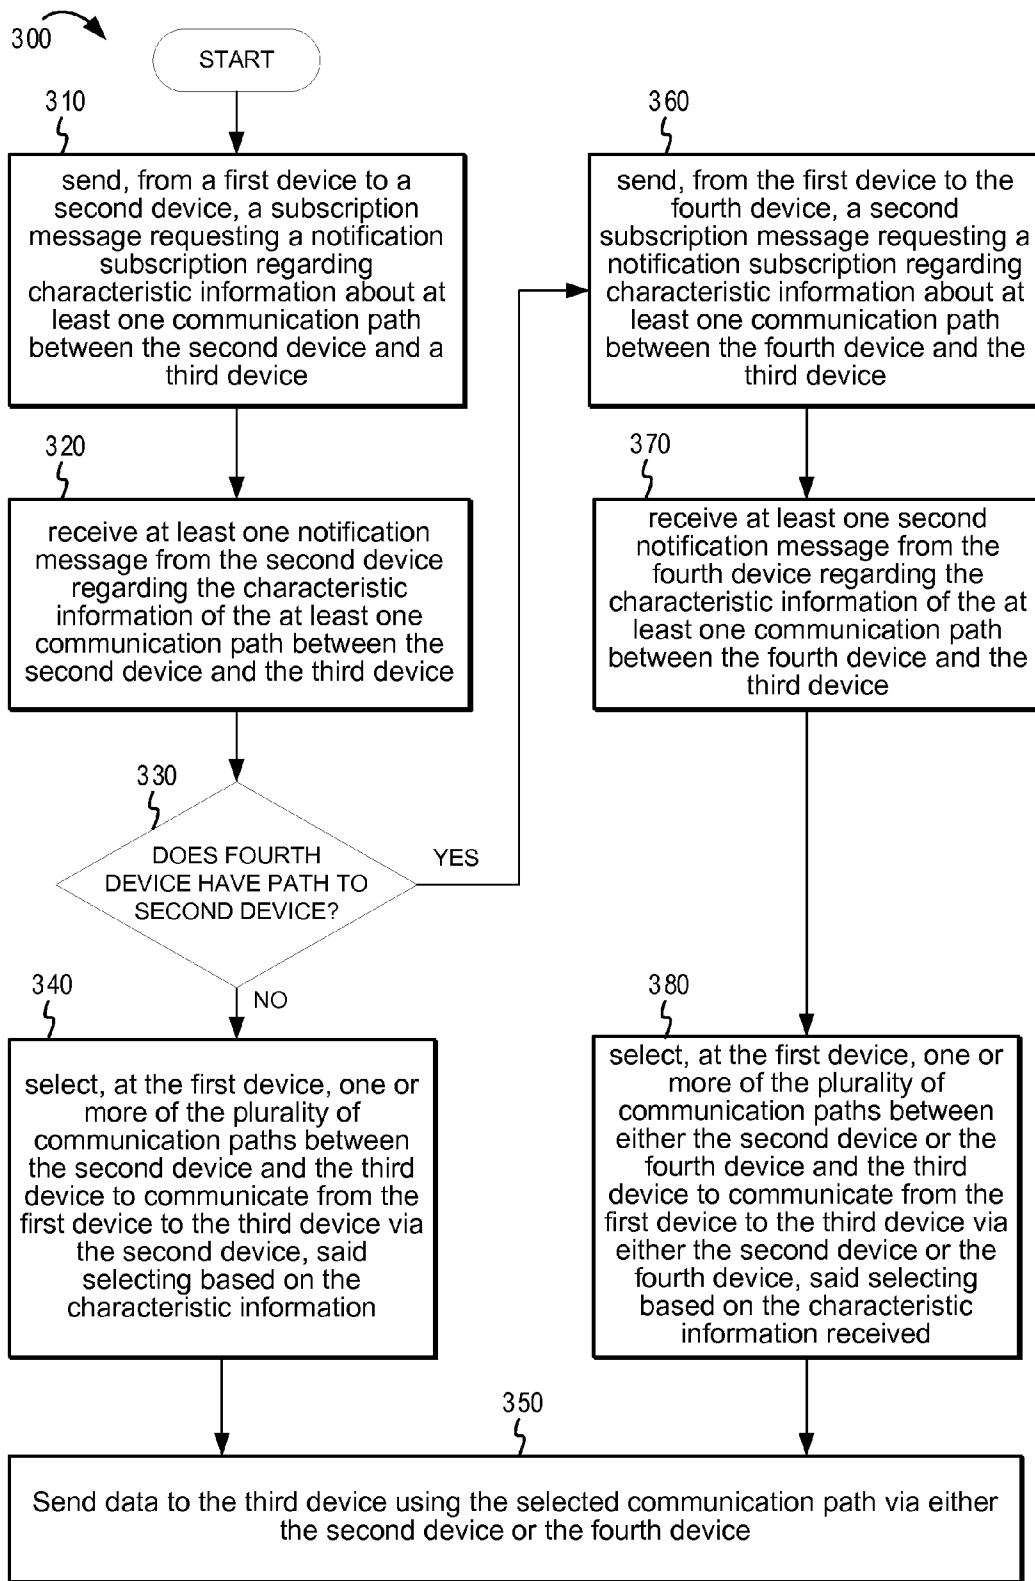 300
START
310
send, from a first device to a
second device, a subscription
message requesting a notification
subscription regarding
characteristic information about at
least one communication path
between the second device and a
third device
320
receive at least one notification
message from the second device
regarding the characteristic
information of the at least one
communication path between the
second device and the third device
330
DOES FOURTH
DEVICE HAVE PATH TO
SECOND DEVICE?
YES
NO
340
select, at the first device, one or
more of the plurality of
communication paths between
the second device and the third
device to communicate from the
first device to the third device via
the second device, said
selecting based on the
characteristic information
360
send, from the first device to the
fourth device, a second
subscription message requesting a
notification subscription regarding
characteristic information about at
least one communication path
between the fourth device and the
third device
370
receive at least one second
notification message from the
fourth device regarding the
characteristic information of the at
least one communication path
between the fourth device and the
third device
380
select, at the first device, one or
more of the plurality of
communication paths between
either the second device or the
fourth device and the third
device to communicate from the
first device to the third device via
either the second device or the
fourth device, said selecting
based on the characteristic
information received
350
Send data to the third device using the selected communication path via either
the second device or the fourth device